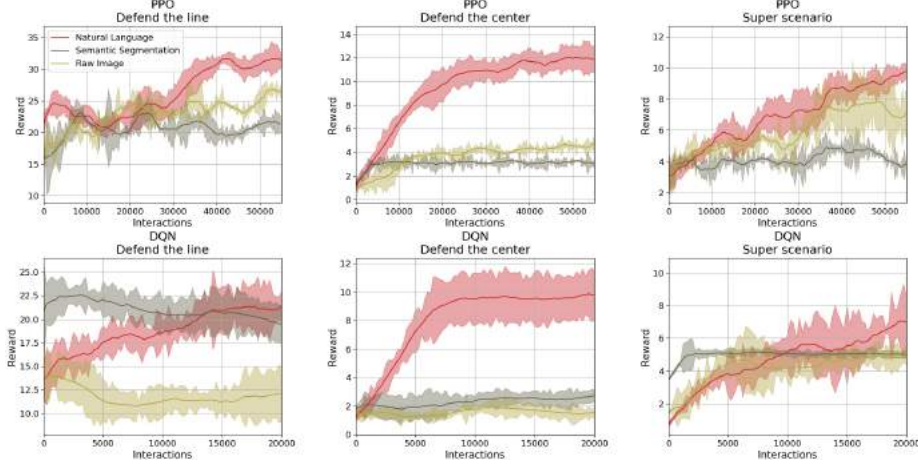 PPO
Defend the line
Reward
35
30
25
20
15
10
Natural Language
Semantic Segmentation
Raw Image
0 10000 20000 30000 40000 50000
Interactions
PPO
Defend the center
Reward
14
12
10
8
6
4
2
0
0 10000 20000 30000 40000 50000
Interactions
PPO
Super scenario
Reward
12
10
8
6
4
2
0 10000 20000 30000 40000 50000
Interactions
DQN
Defend the line
Reward
25.0
22.5
20.0
17.5
15.0
12.5
10.0
0 5000 10000 15000 20000
Interactions
DQN
Defend the center
Reward
12
10
8
6
4
2
0
0 5000 10000 15000 20000
Interactions
DQN
Super scenario
Reward
10
8
6
4
2
0
0 5000 10000 15000 20000
Interactions